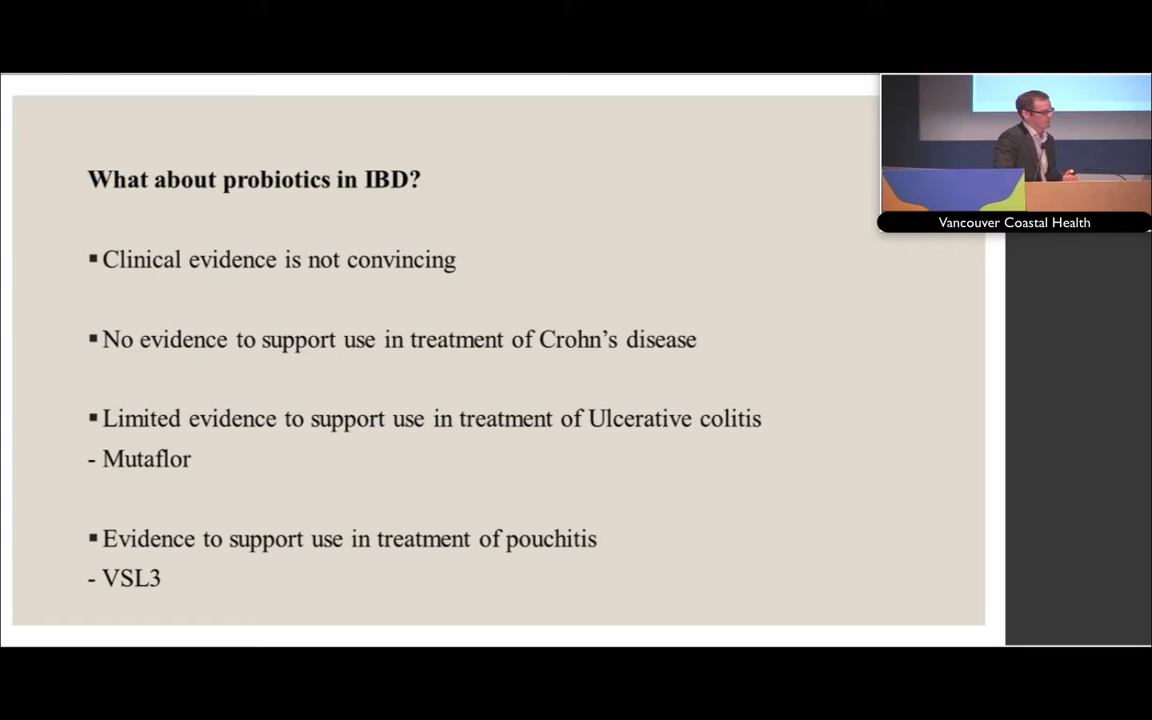 What about probiotics in IBD?
▪ Clinical evidence is not convincing
▪ No evidence to support use in treatment of Crohn’s disease
▪ Limited evidence to support use in treatment of Ulcerative colitis
- Mutaflor
▪ Evidence to support use in treatment of pouchitis
- VSL3
Vancouver Coastal Health